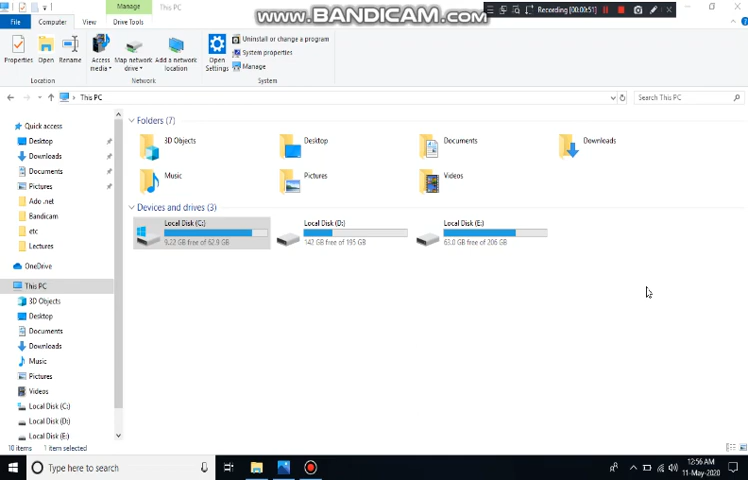 Manage
This PC
WWW.BANDICAM.COM
Recording [00:00:51]
File
Computer
View
Drive Tools
Properties
Open
Rename
Access media
Map network drive
Add a network location
Open Settings
Uninstall or change a program
System properties
Manage
Location
Network
System
This PC
Search This PC
Quick access
Desktop
Downloads
Documents
Pictures
Ado .net
Bandicam
etc
Lectures
OneDrive
This PC
3D Objects
Desktop
Documents
Downloads
Music
Pictures
Videos
Local Disk (C:)
Local Disk (D:)
Local Disk (E:)
Folders (7)
3D Objects
Desktop
Documents
Downloads
Music
Pictures
Videos
Devices and drives (3)
Local Disk (C:)
9.22 GB free of 62.9 GB
Local Disk (D:)
142 GB free of 195 GB
Local Disk (E:)
63.0 GB free of 206 GB
10 items
1 item selected
Type here to search
12:56 AM
11-May-2020